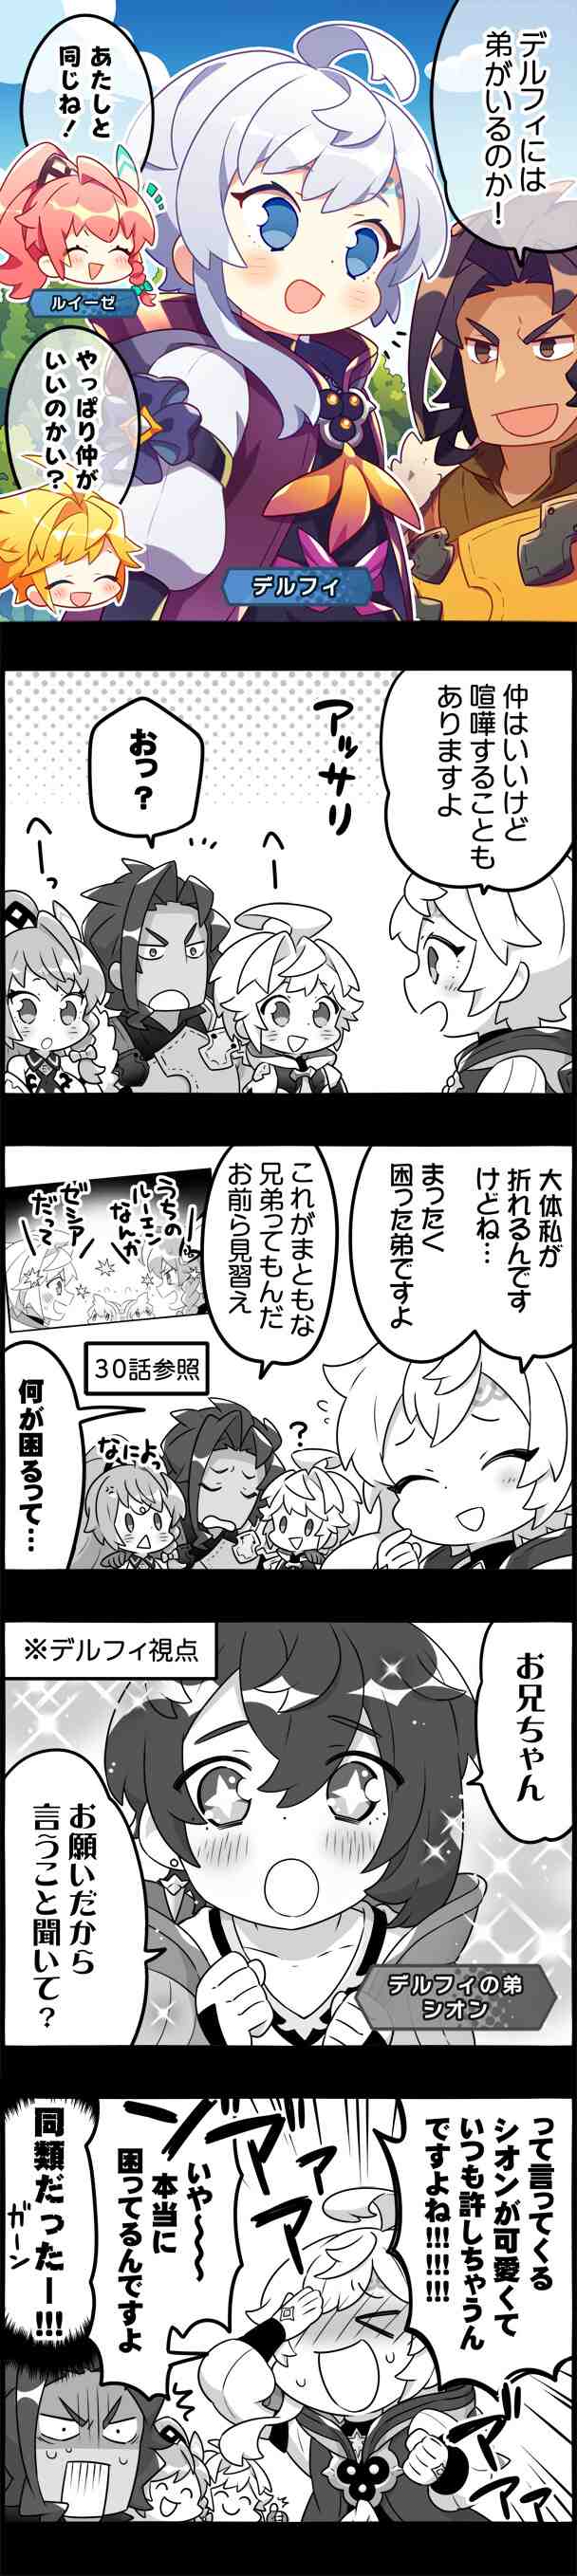 デルフィには
弟がいるのか！
あたしと
同じね！
ルイーゼ
やっぱり仲が
いいのかい？
デルフィ
仲はいいけど
喧嘩することも
ありますよ
アッサリ
おっ？
へー
へーっ
大体私が
折れるんです
けどね…
まったく
困った弟ですよ
これがまともな
兄弟ってもんだ
お前ら見習え
うちの
ルーエン
なんか
ゼシア
だって
30話参照
？
なによっ
何が困るって…
※デルフィ視点
お兄ちゃん
お願いだから
言うこと聞いて？
デルフィの弟
シオン
って言ってくる
シオンが可愛くて
いつも許しちゃうん
ですよね!!!!!!
ンアァァァ
いや〜〜〜
本当に
困ってるんですよ
同類だったー!!!
ガーン
アアァァ